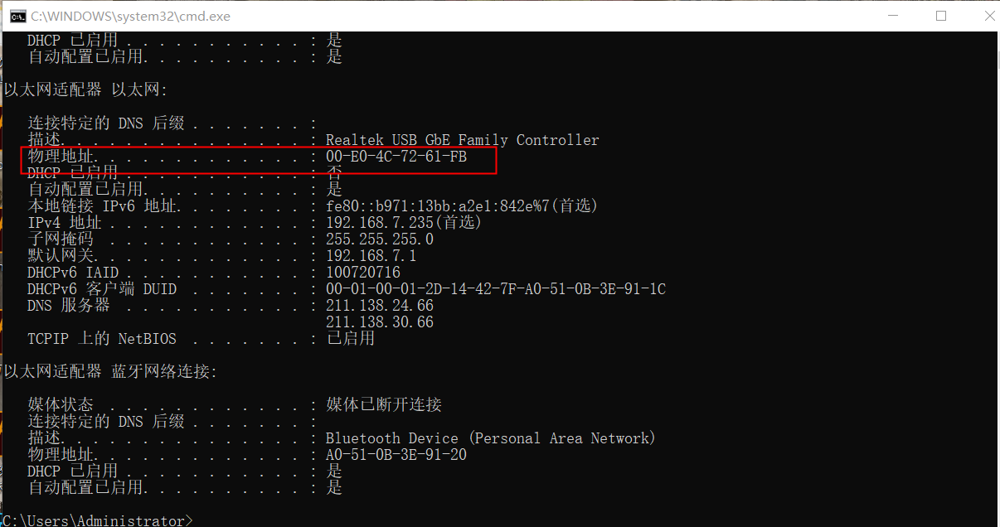 C:\WINDOWS\system32\cmd.exe
DHCP 已启用 . . . . . . . . . . . : 是
自动配置已启用. . . . . . . . . . : 是
以太网适配器 以太网:
连接特定的 DNS 后缀 . . . . . . . :
描述. . . . . . . . . . . . . . . : Realtek USB GbE Family Controller
物理地址. . . . . . . . . . . . . : 00-E0-4C-72-61-FB
DHCP 已启用 . . . . . . . . . . . : 否
自动配置已启用. . . . . . . . . . : 是
本地链接 IPv6 地址. . . . . . . . : fe80::b971:13bb:a2e1:842e%7(首选)
IPv4 地址 . . . . . . . . . . . . : 192.168.7.235(首选)
子网掩码  . . . . . . . . . . . . : 255.255.255.0
默认网关. . . . . . . . . . . . . : 192.168.7.1
DHCPv6 IAID . . . . . . . . . . . : 100720716
DHCPv6 客户端 DUID  . . . . . . . : 00-01-00-01-2D-14-42-7F-A0-51-0B-3E-91-1C
DNS 服务器  . . . . . . . . . . . : 211.138.24.66
211.138.30.66
TCPIP 上的 NetBIOS  . . . . . . . : 已启用
以太网适配器 蓝牙网络连接:
媒体状态  . . . . . . . . . . . . : 媒体已断开连接
连接特定的 DNS 后缀 . . . . . . . :
描述. . . . . . . . . . . . . . . : Bluetooth Device (Personal Area Network)
物理地址. . . . . . . . . . . . . : A0-51-0B-3E-91-20
DHCP 已启用 . . . . . . . . . . . : 是
自动配置已启用. . . . . . . . . . : 是
C:\Users\Administrator>